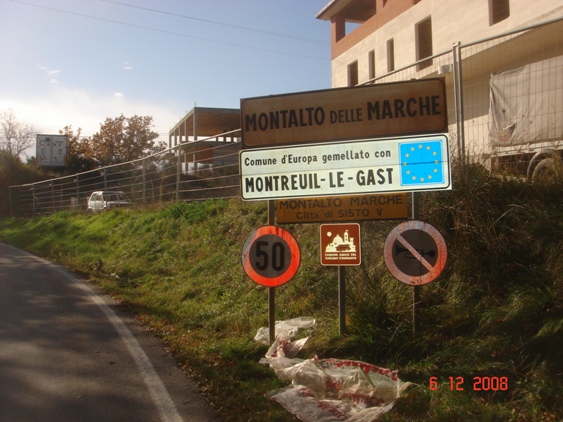 MONTALTO DELLE MARCHE
Comune d'Europa gemellato con
MONTREUIL-LE-GAST
MONTALTO MARCHE
Città di SISTO V
50
6 12 2008